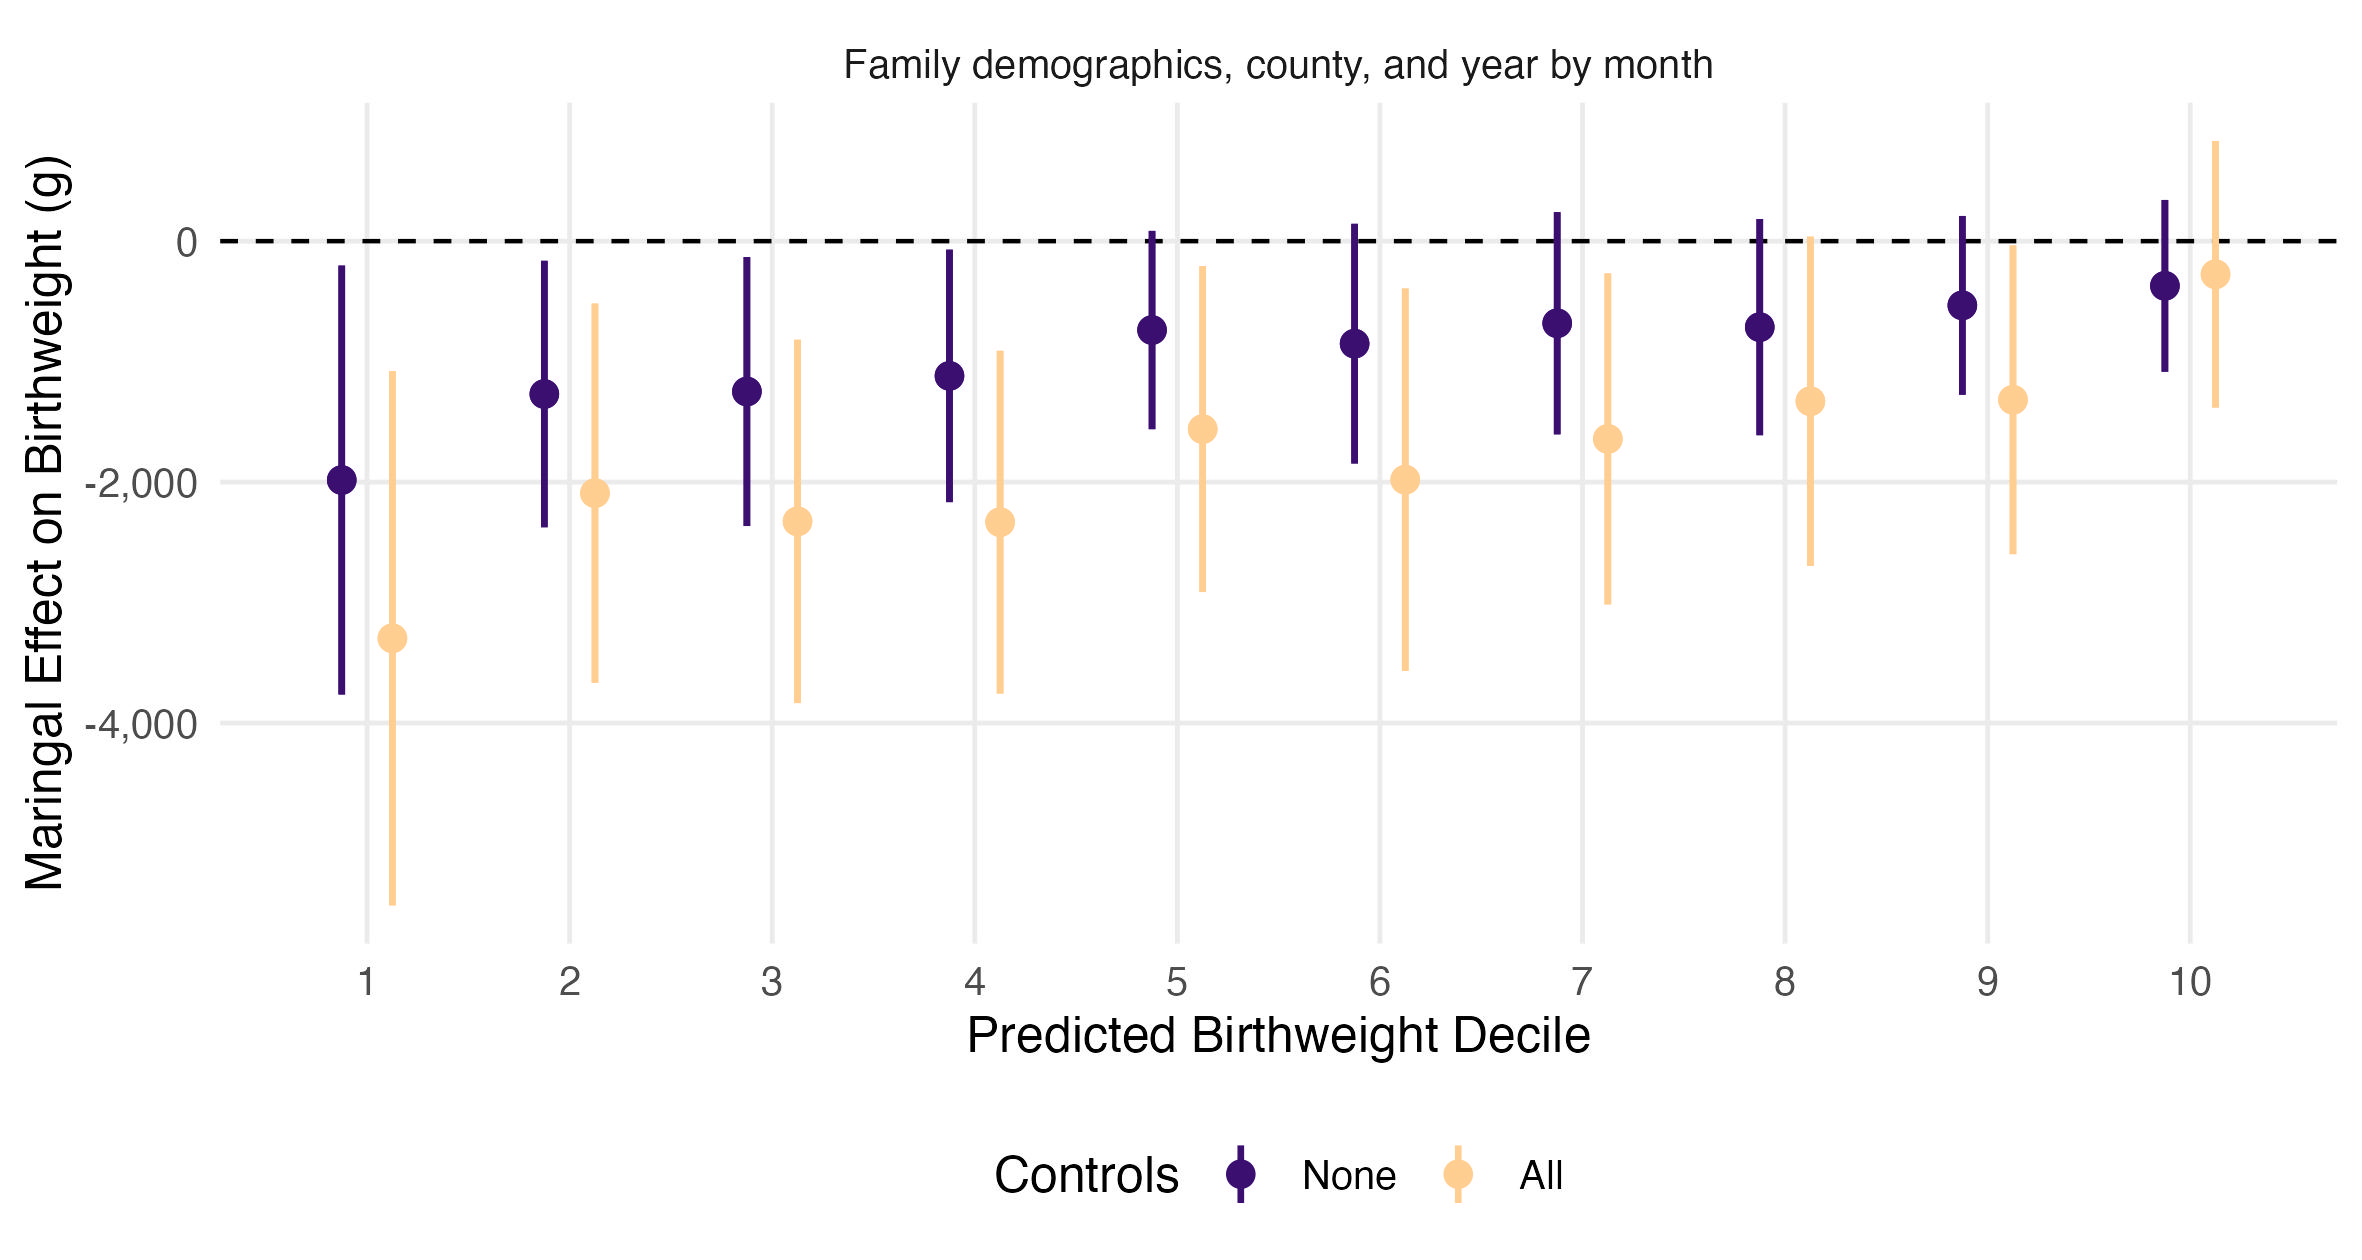 Family demographics, county, and year by month
Maringal Effect on Birthweight (g)
0
-2,000
-4,000
1 2 3 4 5 6 7 8 9 10
Predicted Birthweight Decile
Controls None All